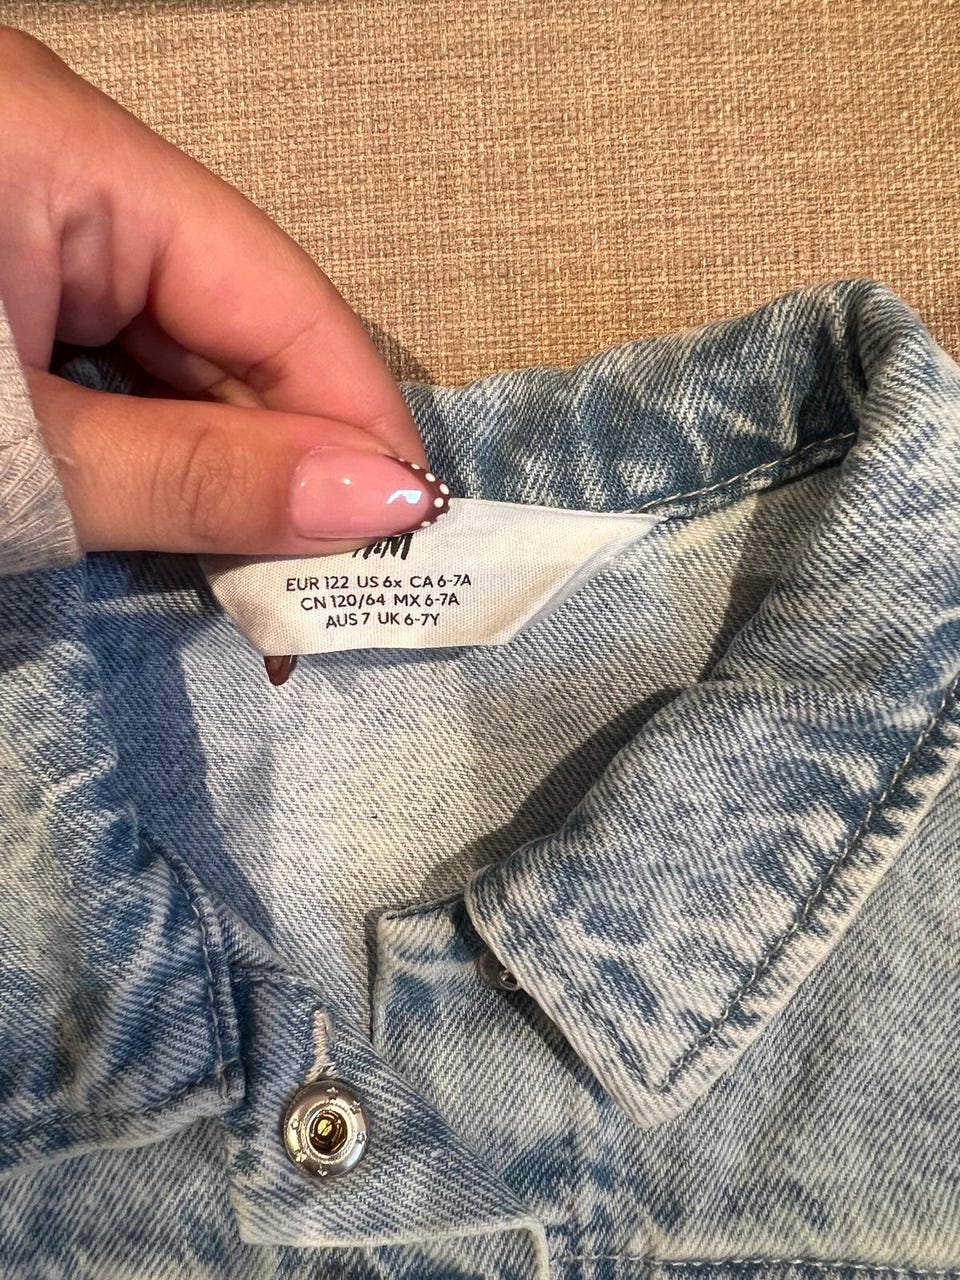 H&M
EUR 122 US 6x CA 6-7A
CN 120/64 MX 6-7A
AUS 7 UK 6-7Y